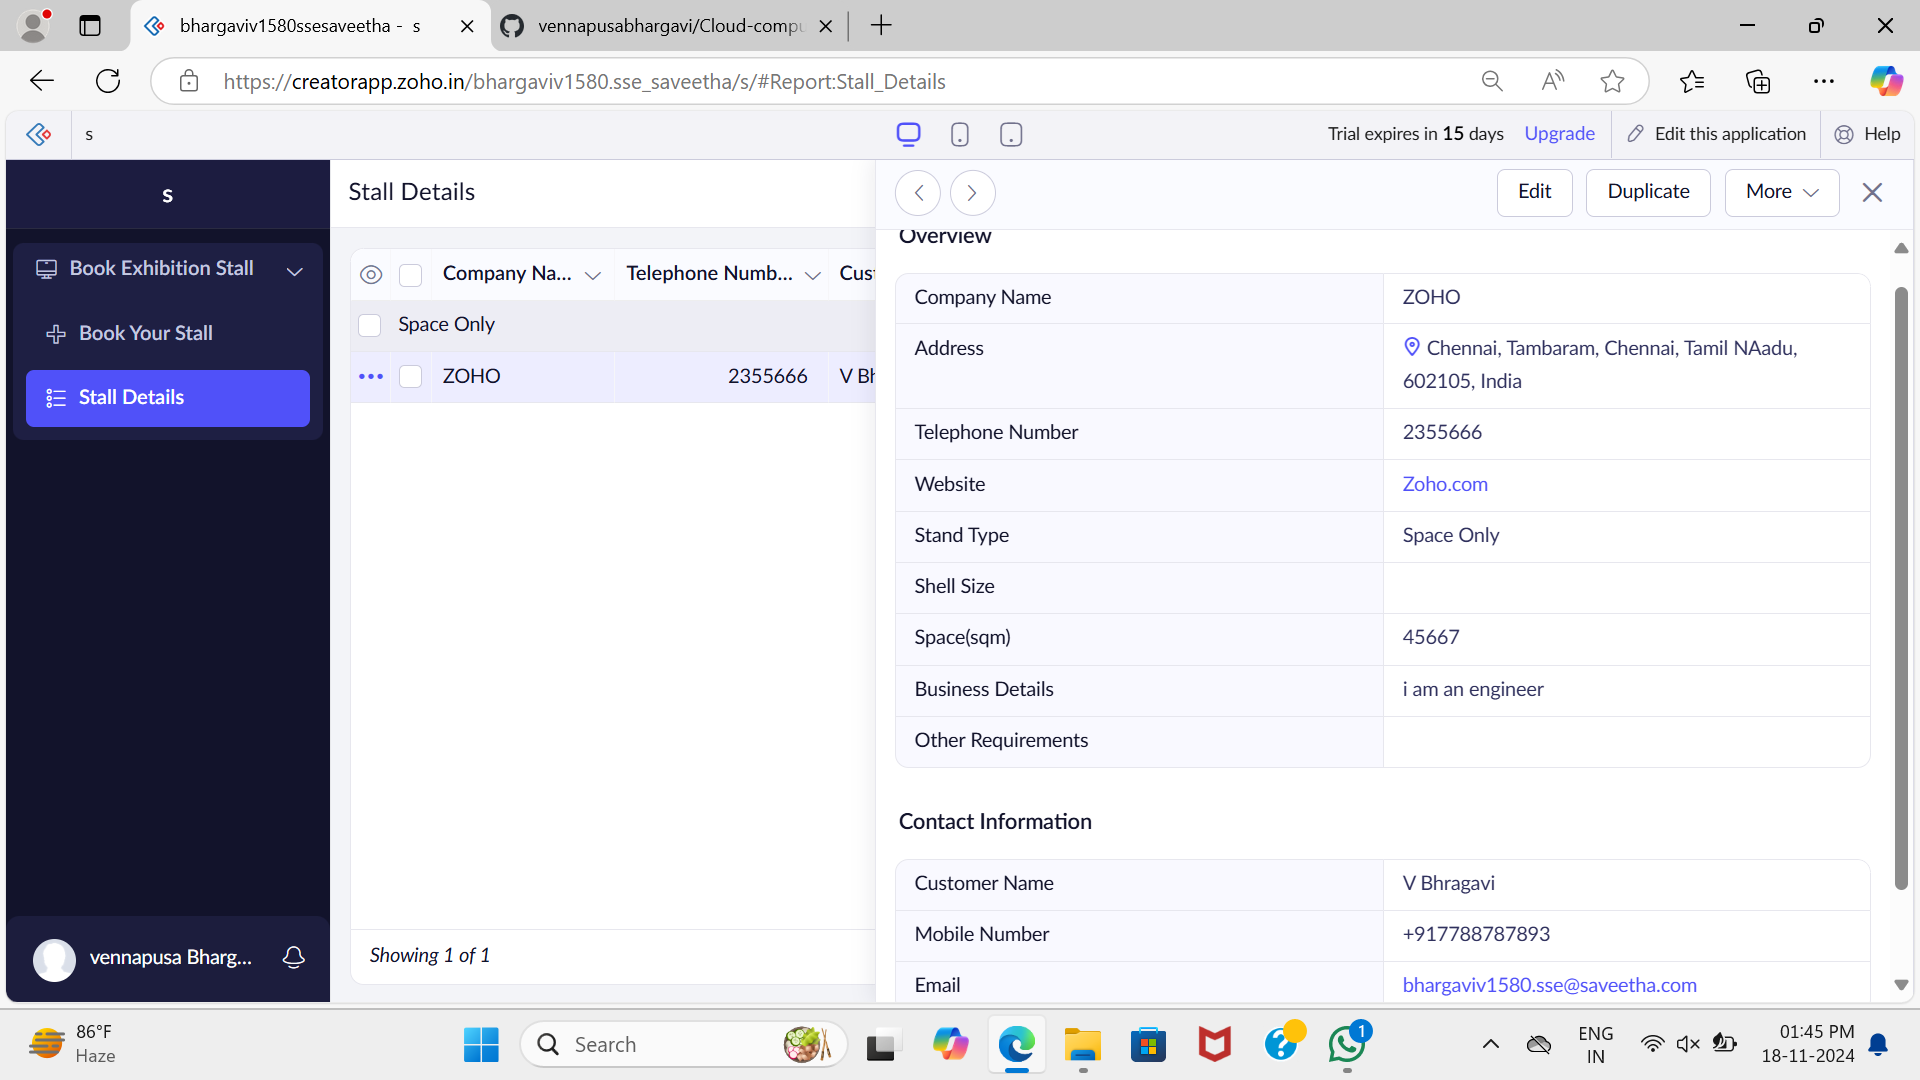 bhargaviv1580ssesaveetha - s
vennapusabhargavi/Cloud-compu
https://creatorapp.zoho.in/bhargaviv1580.sse_saveetha/s/#Report:Stall_Details
s
Trial expires in 15 days Upgrade Edit this application Help
s
Book Exhibition Stall
Book Your Stall
Stall Details
vennapusa Bharg...
Stall Details
Company Na... Telephone Numb... Cust
Space Only
ZOHO 2355666 V Bh
Showing 1 of 1
Edit Duplicate More
Overview
Company Name ZOHO
Address Chennai, Tambaram, Chennai, Tamil NAadu,
602105, India
Telephone Number 2355666
Website Zoho.com
Stand Type Space Only
Shell Size
Space(sqm) 45667
Business Details i am an engineer
Other Requirements
Contact Information
Customer Name V Bhragavi
Mobile Number +917788787893
Email bhargaviv1580.sse@saveetha.com
86°F
Haze
Search
1
ENG
IN
01:45 PM
18-11-2024